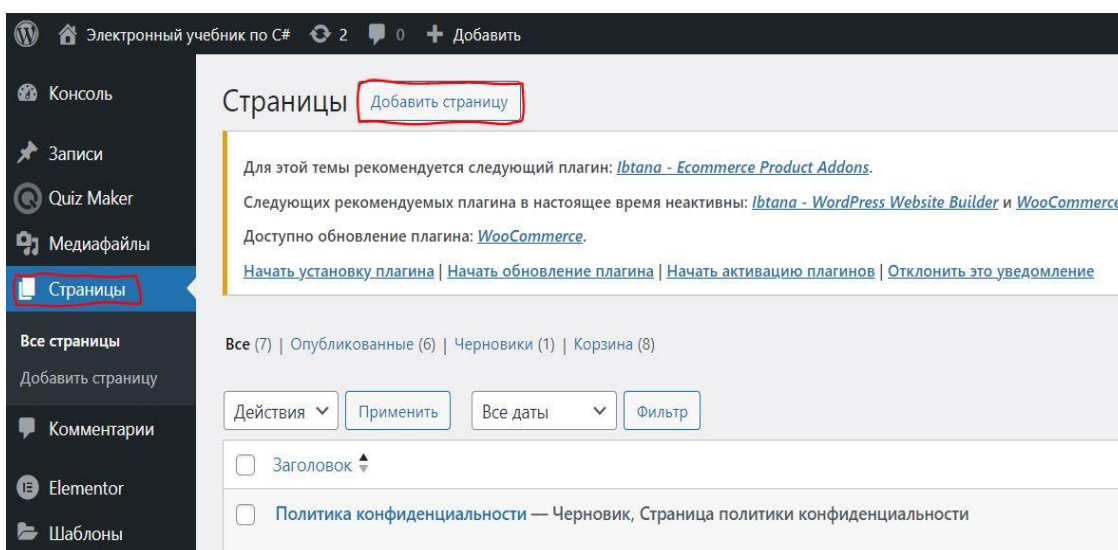 Электронный учебник по C# 2 0 Добавить
Консоль
Записи
Quiz Maker
Медиафайлы
Страницы
Все страницы
Добавить страницу
Комментарии
Elementor
Шаблоны
Страницы Добавить страницу
Для этой темы рекомендуется следующий плагин: Ibtana - Ecommerce Product Addons.
Следующих рекомендуемых плагина в настоящее время неактивны: Ibtana - WordPress Website Builder и WooCommerce
Доступно обновление плагина: WooCommerce.
Начать установку плагина | Начать обновление плагина | Начать активацию плагинов | Отклонить это уведомление
Все (7) | Опубликованные (6) | Черновики (1) | Корзина (8)
Действия Применить Все даты Фильтр
Заголовок
Политика конфиденциальности — Черновик, Страница политики конфиденциальности